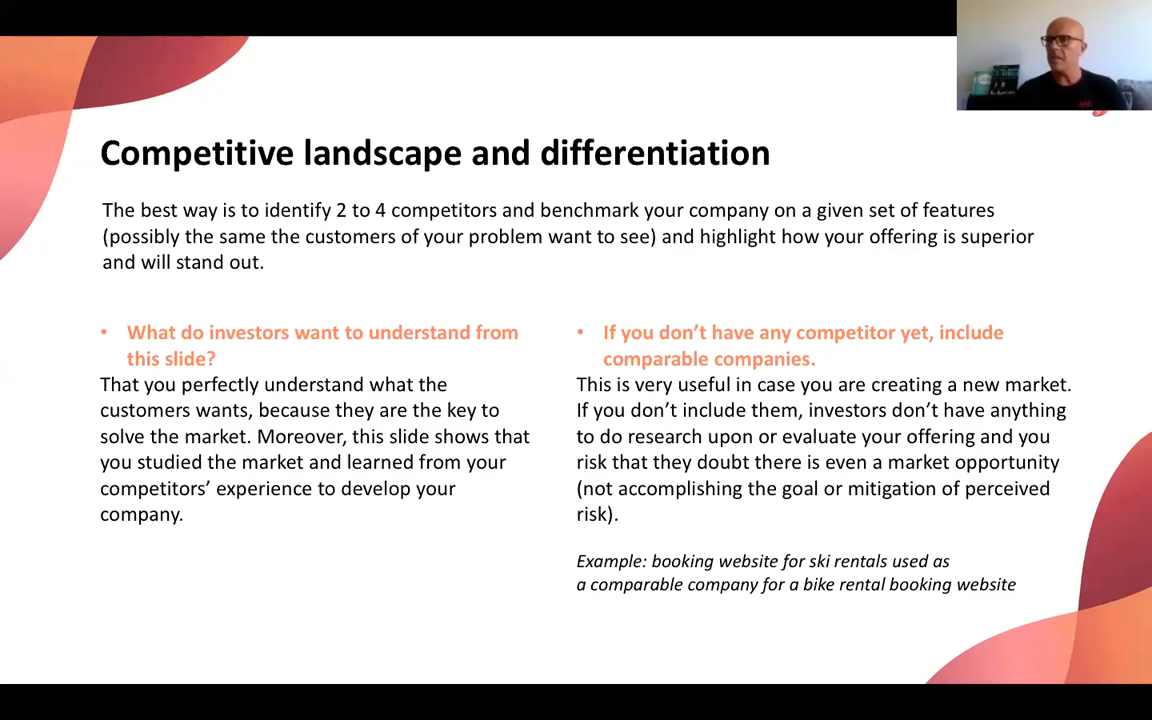 Competitive landscape and differentiation
The best way is to identify 2 to 4 competitors and benchmark your company on a given set of features
(possibly the same the customers of your problem want to see) and highlight how your offering is superior
and will stand out.
• What do investors want to understand from
this slide?
That you perfectly understand what the
customers wants, because they are the key to
solve the market. Moreover, this slide shows that
you studied the market and learned from your
competitors’ experience to develop your
company.
• If you don’t have any competitor yet, include
comparable companies.
This is very useful in case you are creating a new market.
If you don’t include them, investors don’t have anything
to do research upon or evaluate your offering and you
risk that they doubt there is even a market opportunity
(not accomplishing the goal or mitigation of perceived
risk).
Example: booking website for ski rentals used as
a comparable company for a bike rental booking website